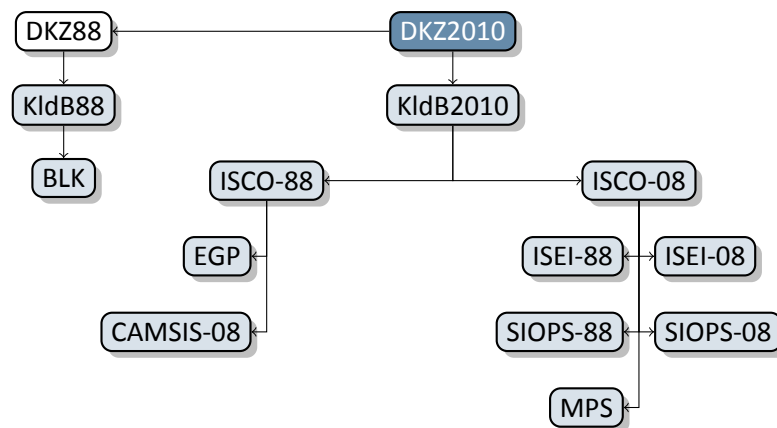 DKZ88
DKZ2010
KldB88
KldB2010
BLK
ISCO-88
ISCO-08
EGP
ISEI-88
ISEI-08
CAMSIS-08
SIOPS-88
SIOPS-08
MPS